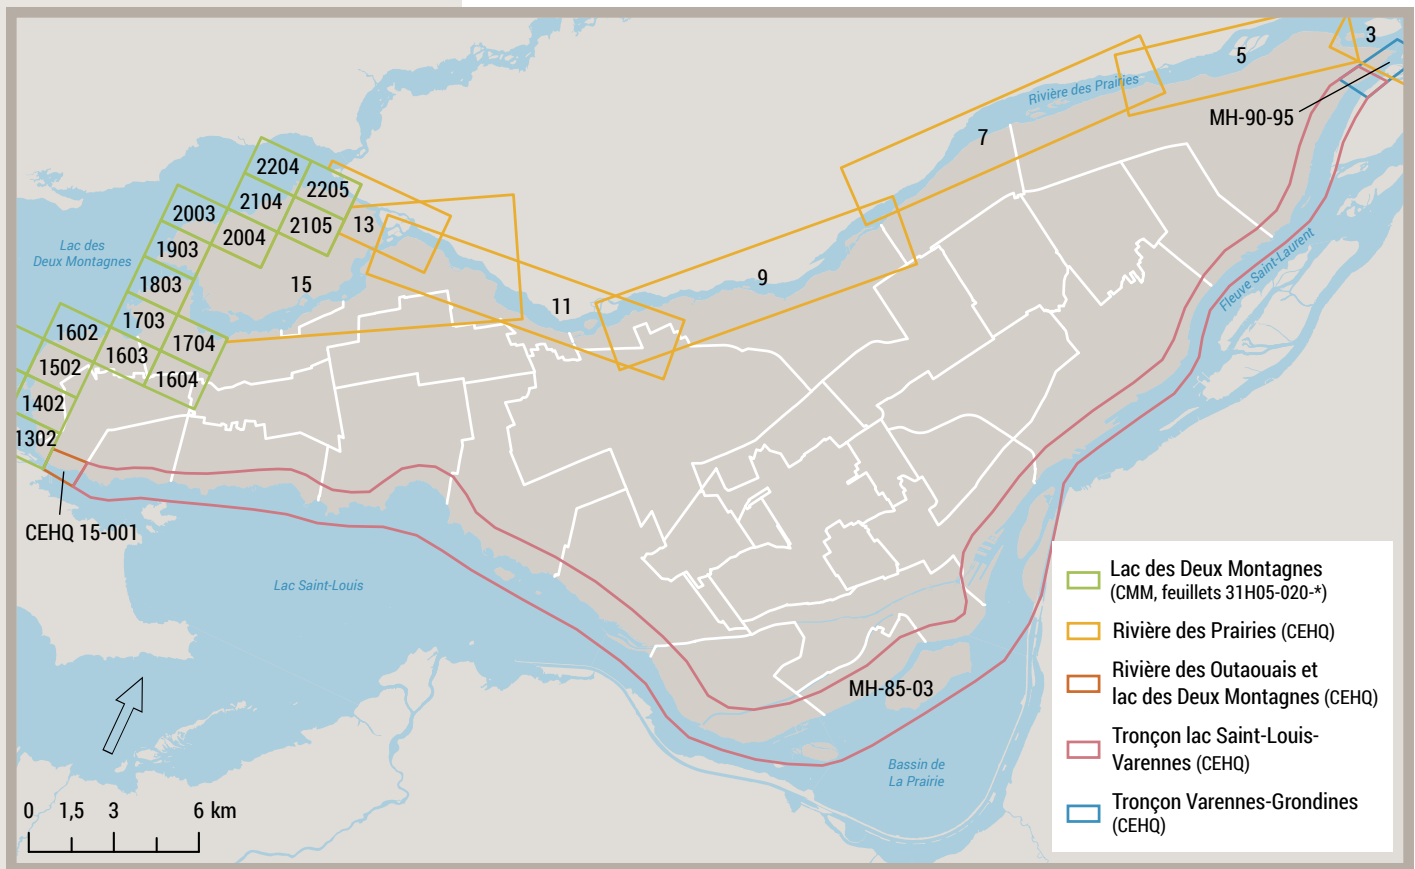 3
5
Rivière des Prairies
MH-90-95
7
2204
2205
2104
2003
2105
13
2004
1903
Lac des
Deux Montagnes
1803
15
9
11
Fleuve Saint-Laurent
1703
1602
1704
1603
1502
1604
1402
1302
CEHQ 15-001
Lac Saint-Louis
MH-85-03
Bassin de
La Prairie
0 1,5 3 6 km
Lac des Deux Montagnes
(CMM, feuillets 31H05-020-*)
Rivière des Prairies (CEHQ)
Rivière des Outaouais et
lac des Deux Montagnes (CEHQ)
Tronçon lac Saint-Louis-
Varennes (CEHQ)
Tronçon Varennes-Grondines
(CEHQ)